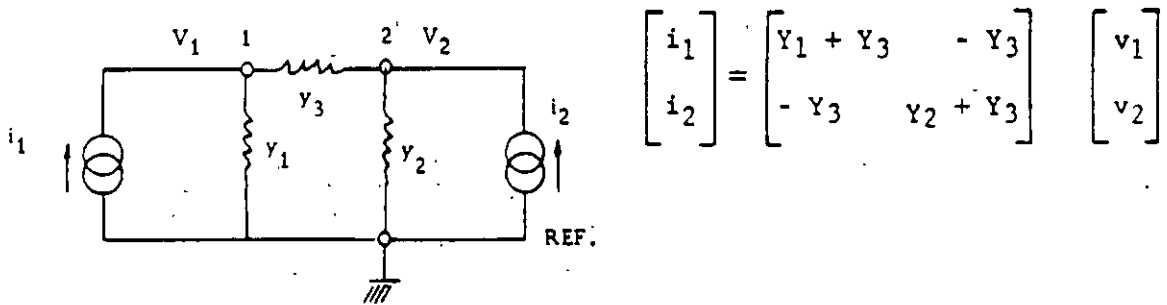 V₁ 1 2 V₂
y₃
i₁ y₁ y₂ i₂
REF.
[i₁] = [Y₁ + Y₃ - Y₃] [v₁]
[i₂] [- Y₃ Y₂ + Y₃] [v₂]